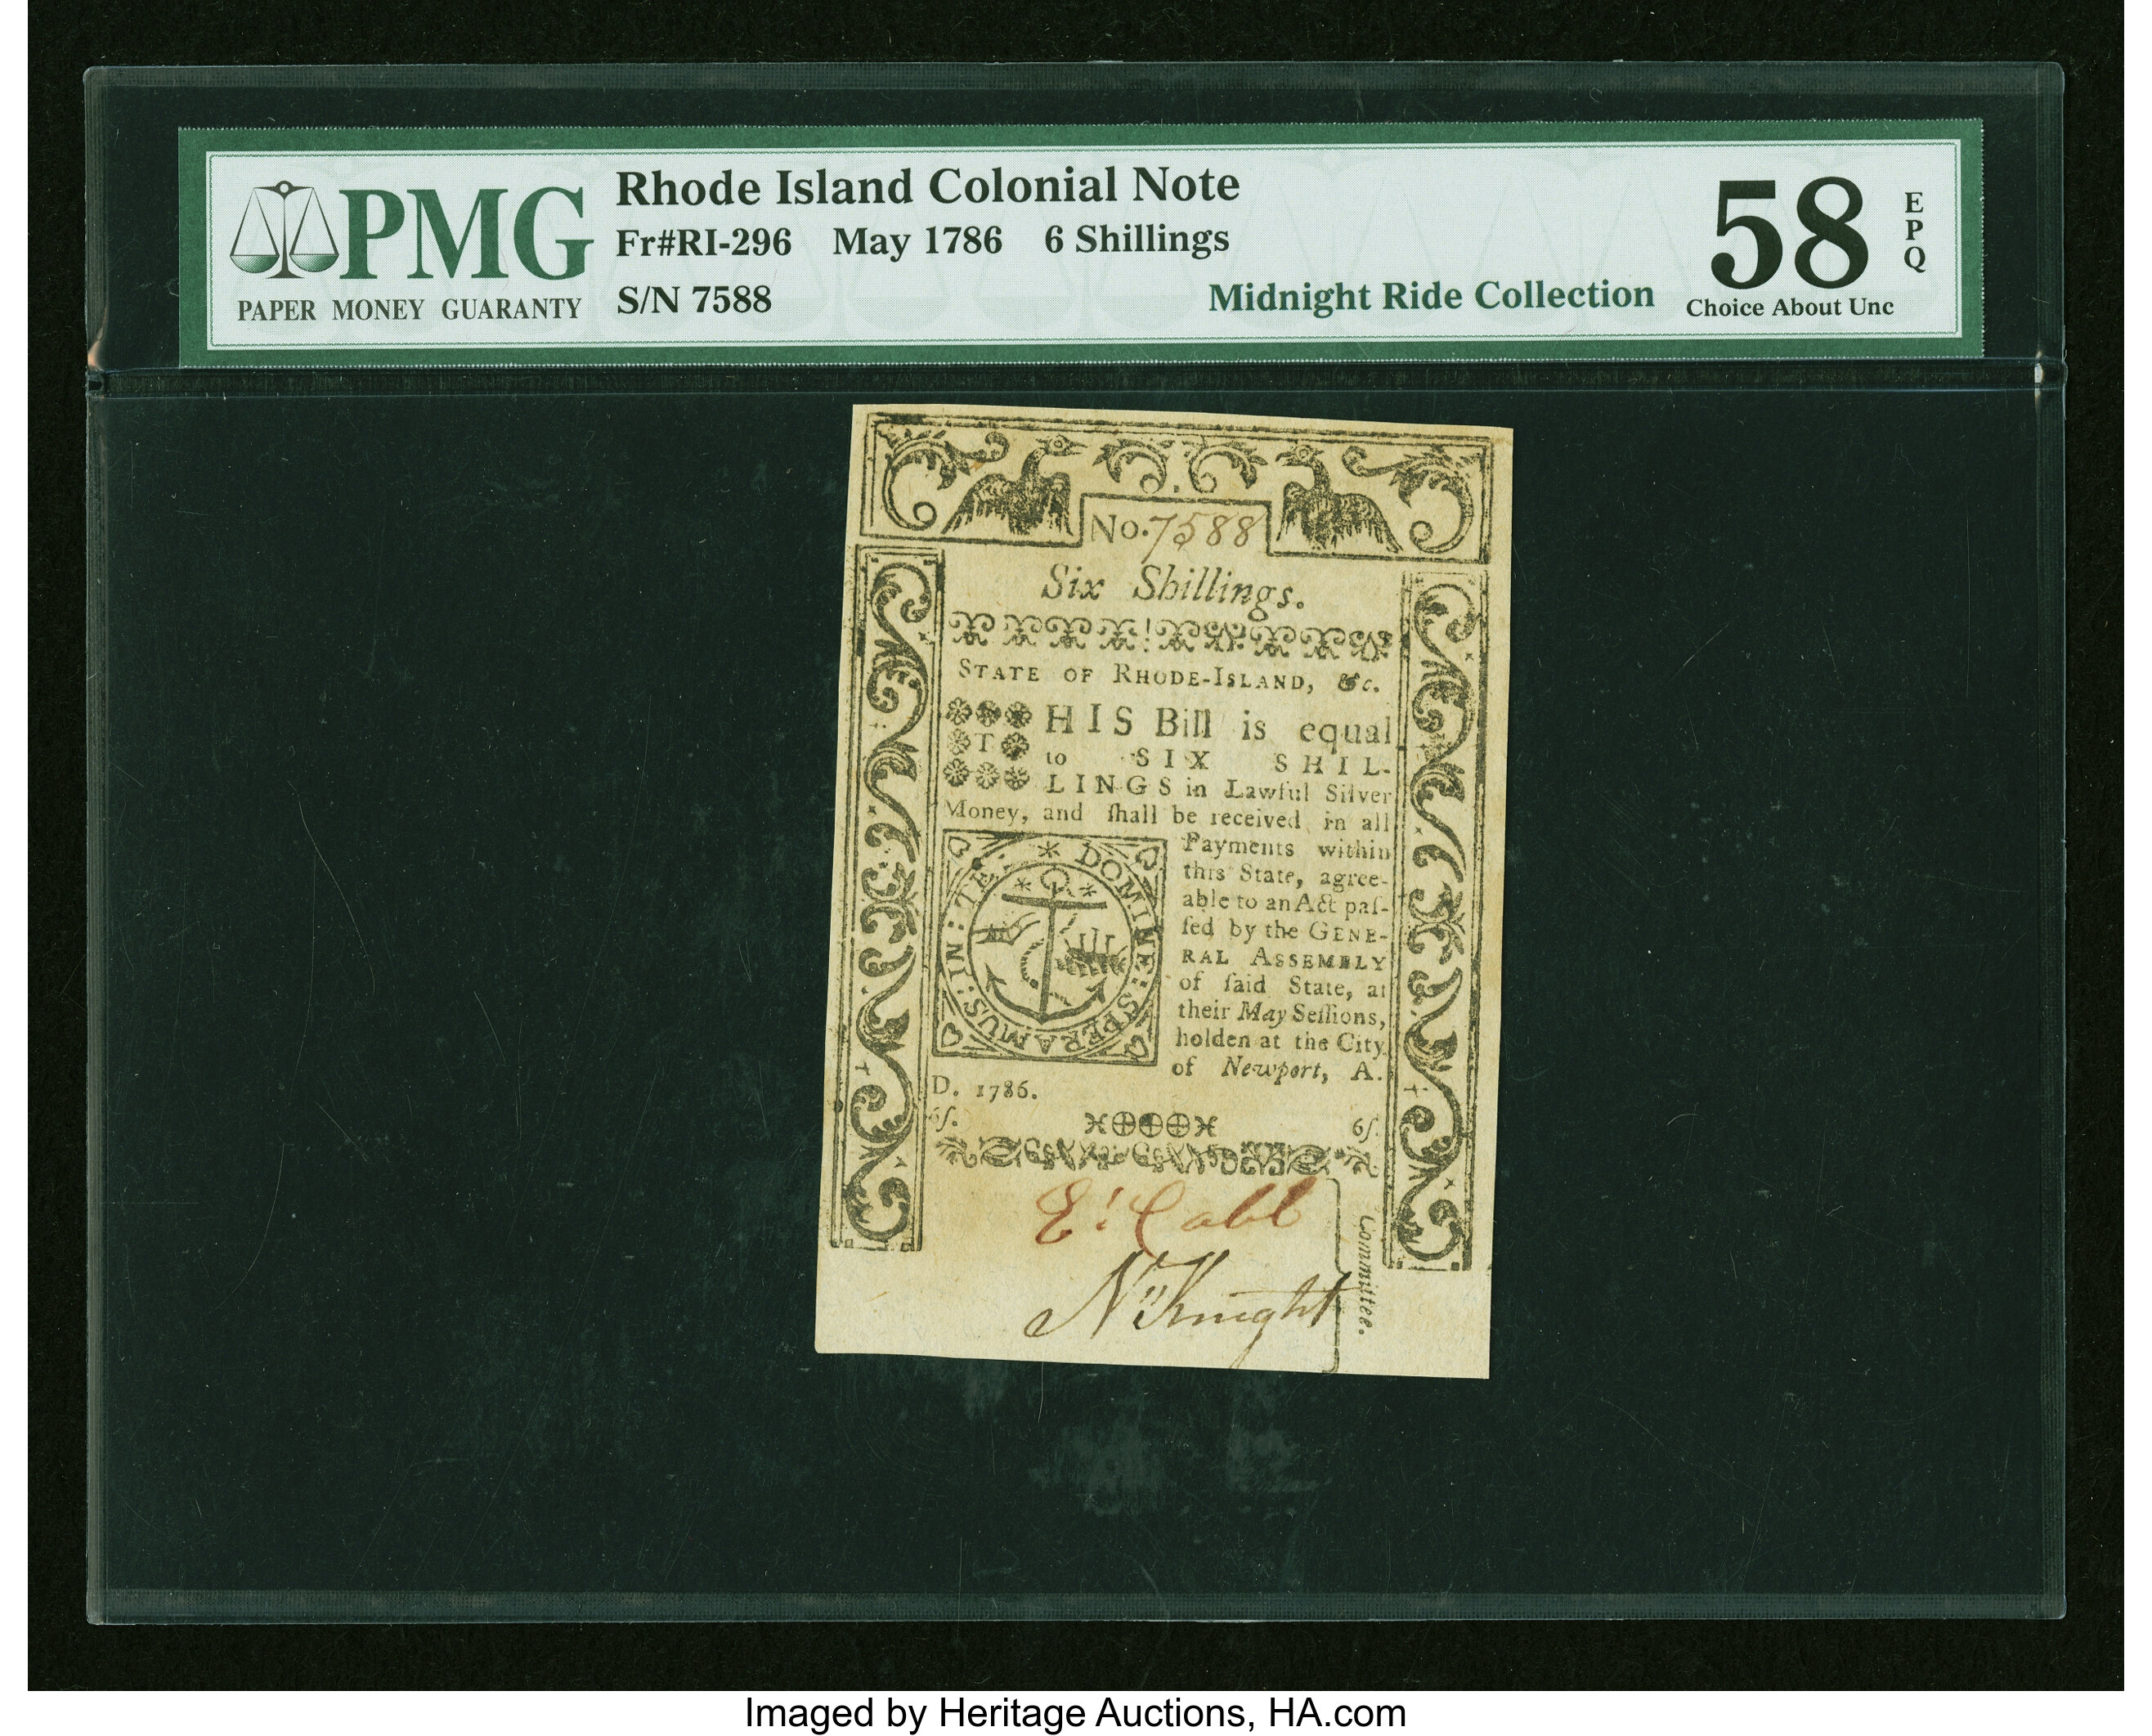 PMG
PAPER MONEY GUARANTY
Rhode Island Colonial Note
Fr#RI-296 May 1786 6 Shillings
S/N 7588
Midnight Ride Collection
58
EPQ
Choice About Unc
No. 7588
Six Shillings.
STATE OF RHODE-ISLAND, &c.
THIS Bill is equal
to SIX SHIL-
LINGS in Lawful Silver
Money, and ſhall be received in all
Payments within
this State, agree-
able to an Act paſ-
ſed by the GENE-
RAL ASSEMBLY
of ſaid State, at
their May Seſſions,
holden at the City
of Newport, A.
D. 1786.
IN : TE : DOMINE : SPERAMUS :
6ſ. 6ſ.
E: Cobb
N: Knight
Committee.
Imaged by Heritage Auctions, HA.com